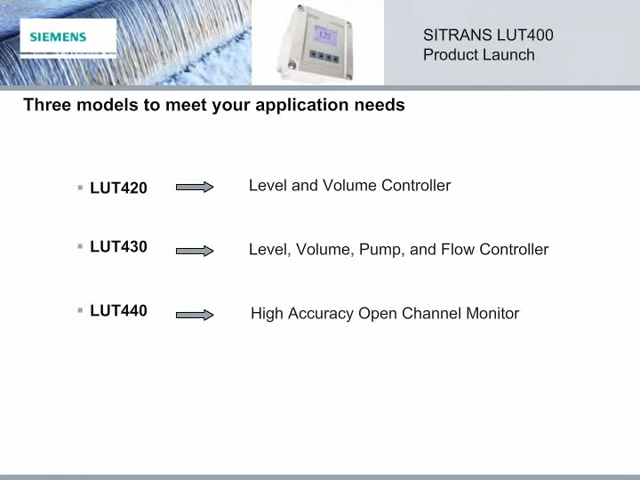 SIEMENS
SITRANS LUT400
Product Launch
Three models to meet your application needs
▪ LUT420 Level and Volume Controller
▪ LUT430 Level, Volume, Pump, and Flow Controller
▪ LUT440 High Accuracy Open Channel Monitor